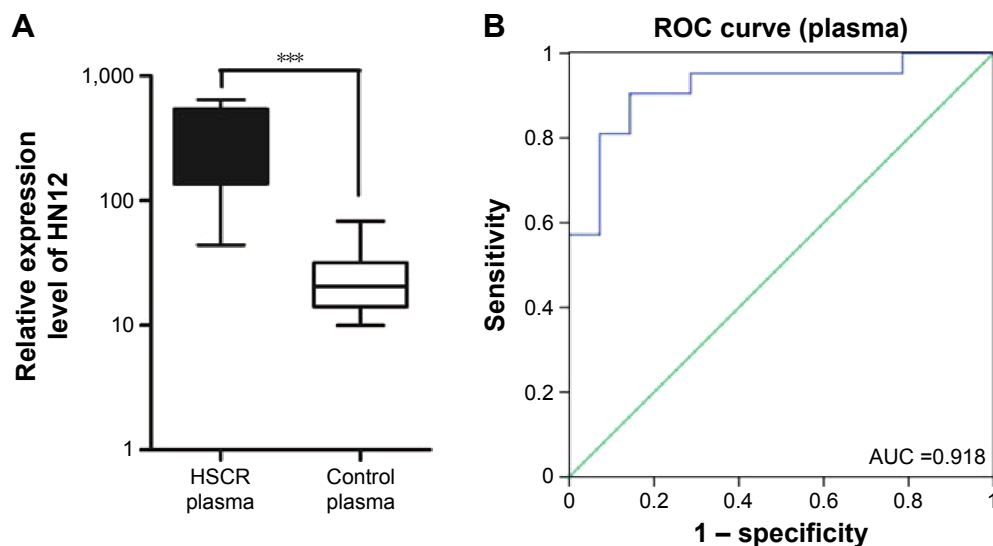 A
Relative expression
level of HN12
1,000
100
10
1
***
HSCR
plasma
Control
plasma
B
ROC curve (plasma)
Sensitivity
1
0.8
0.6
0.4
0.2
0
AUC =0.918
0
0.2
0.4
0.6
0.8
1
1 – specificity